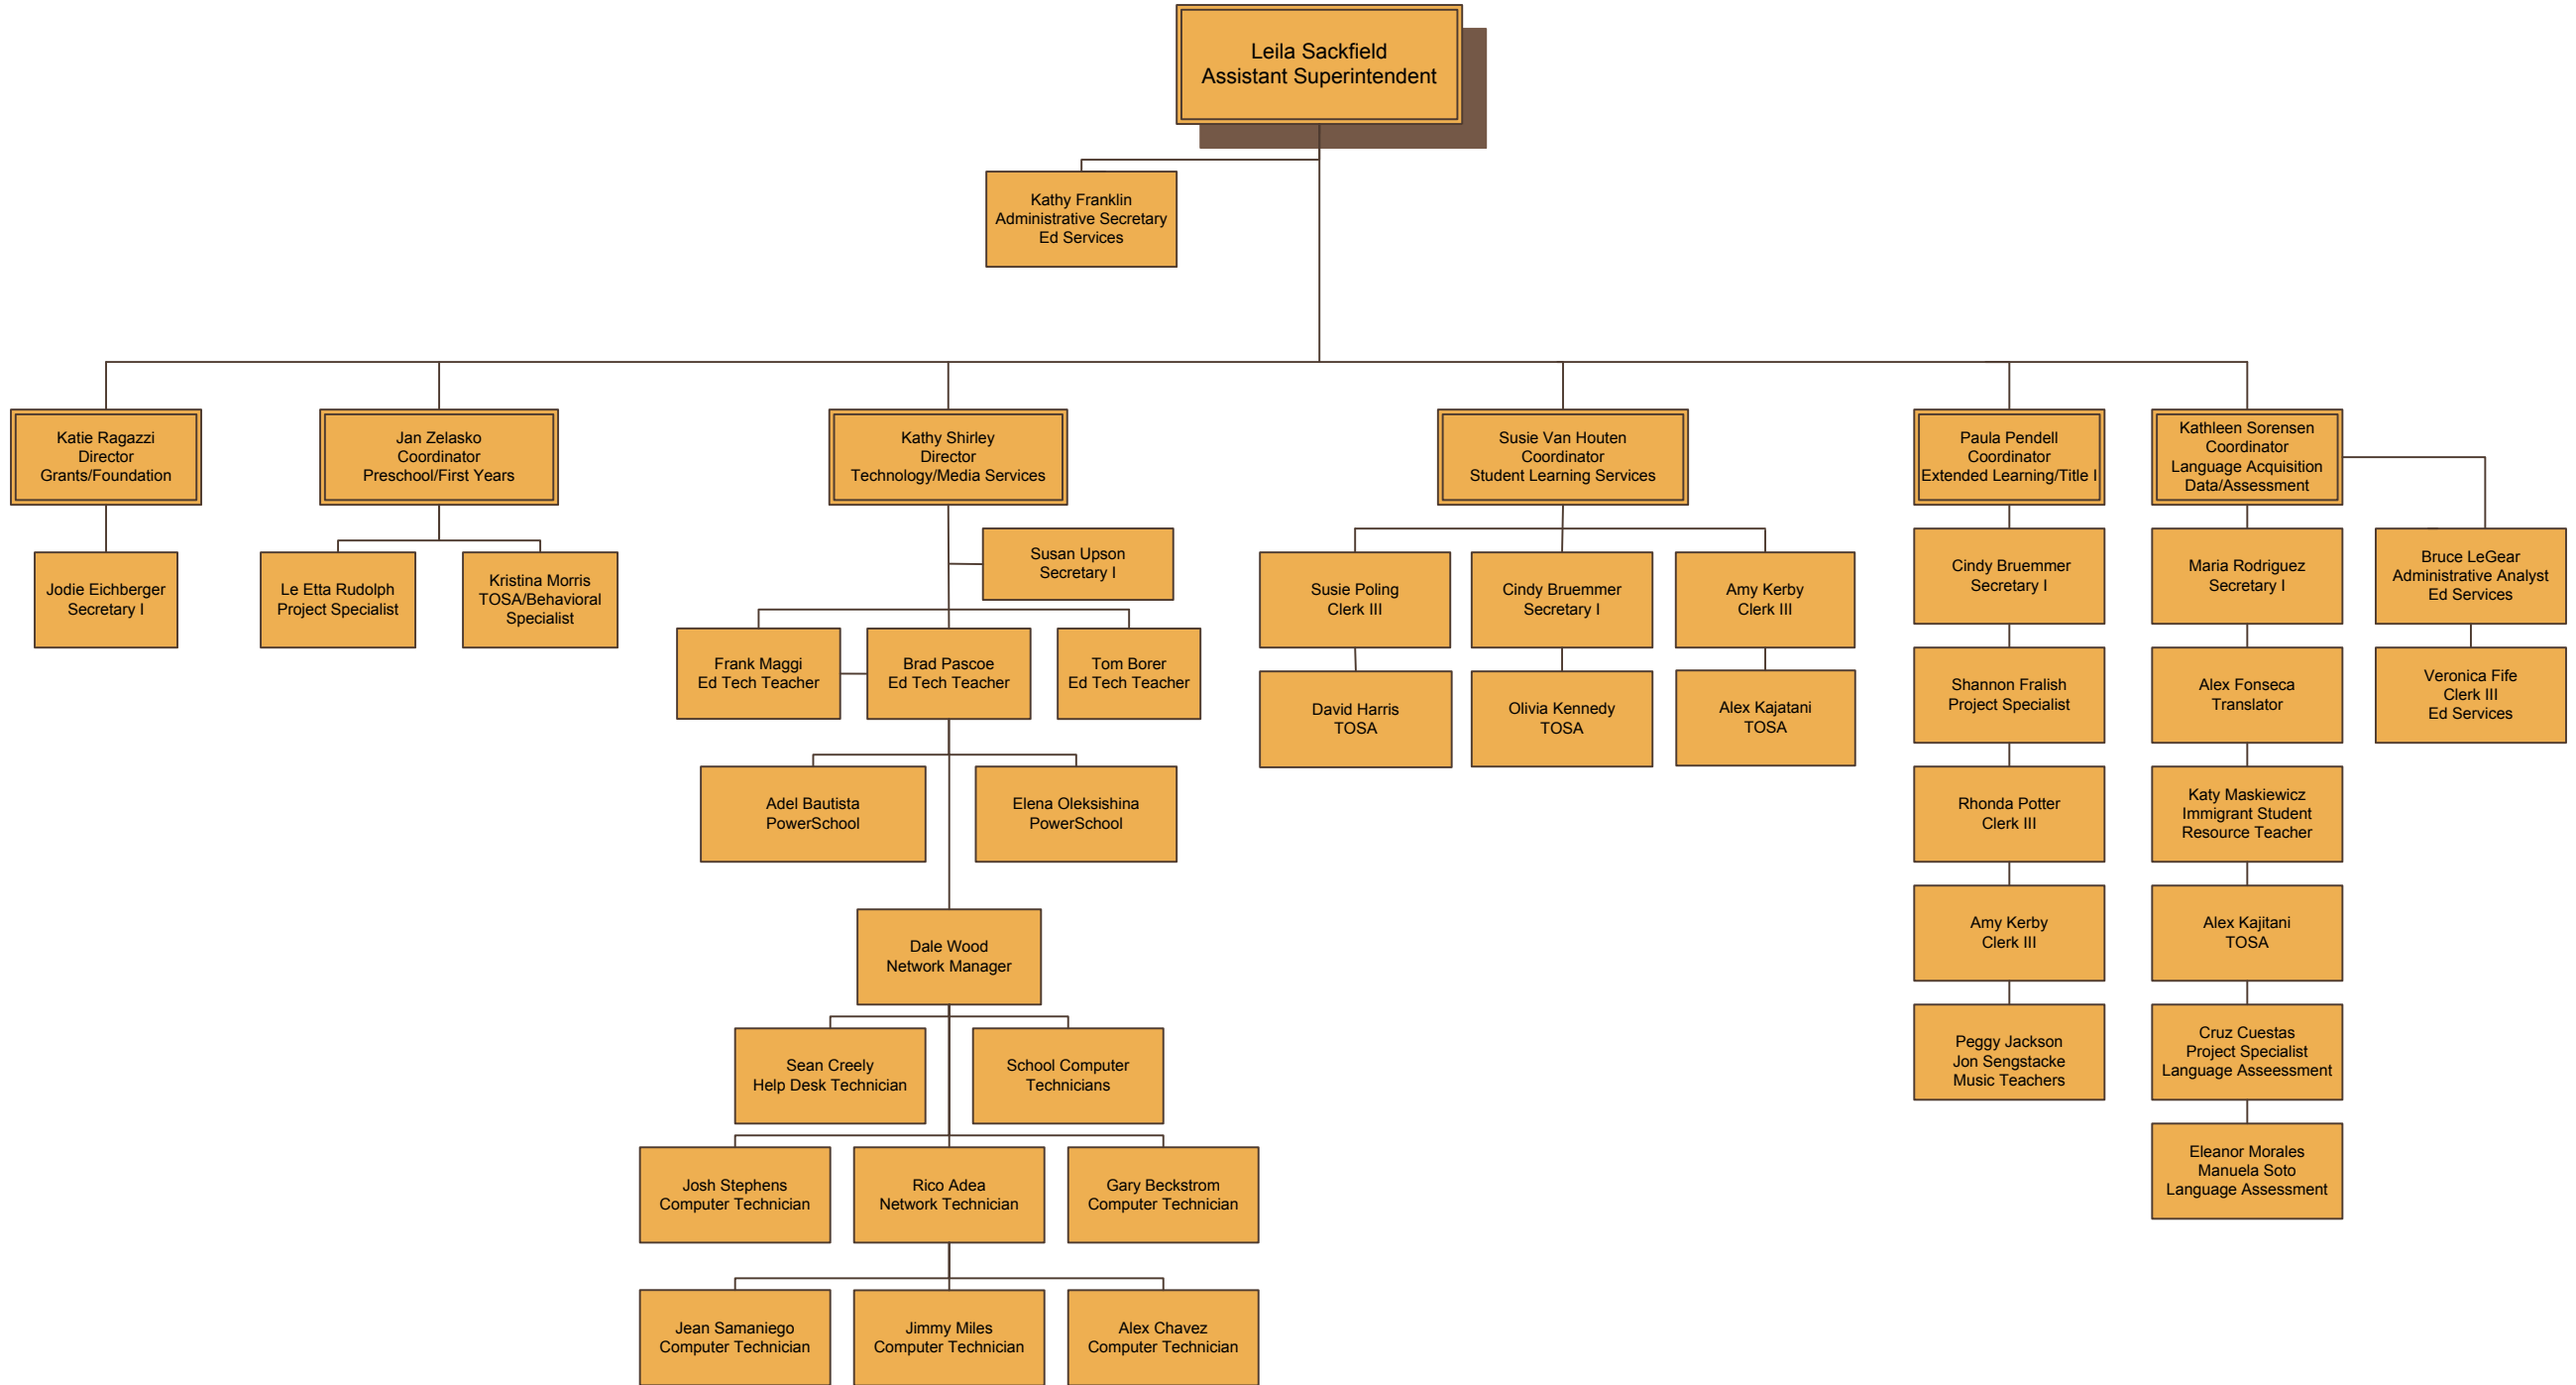 Leila Sackfield
Assistant Superintendent
Kathy Franklin
Administrative Secretary
Ed Services
Katie Ragazzi
Director
Grants/Foundation
Jan Zelasko
Coordinator
Preschool/First Years
Kathy Shirley
Director
Technology/Media Services
Susie Van Houten
Coordinator
Student Learning Services
Paula Pendell
Coordinator
Extended Learning/Title I
Kathleen Sorensen
Coordinator
Language Acquisition
Data/Assessment
Jodie Eichberger
Secretary I
Le Etta Rudolph
Project Specialist
Kristina Morris
TOSA/Behavioral
Specialist
Susan Upson
Secretary I
Frank Maggi
Ed Tech Teacher
Brad Pascoe
Ed Tech Teacher
Tom Borer
Ed Tech Teacher
Adel Bautista
PowerSchool
Elena Oleksishina
PowerSchool
Dale Wood
Network Manager
Sean Creely
Help Desk Technician
School Computer
Technicians
Josh Stephens
Computer Technician
Rico Adea
Network Technician
Gary Beckstrom
Computer Technician
Jean Samaniego
Computer Technician
Jimmy Miles
Computer Technician
Alex Chavez
Computer Technician
Susie Poling
Clerk III
Cindy Bruemmer
Secretary I
Amy Kerby
Clerk III
David Harris
TOSA
Olivia Kennedy
TOSA
Alex Kajatani
TOSA
Cindy Bruemmer
Secretary I
Shannon Fralish
Project Specialist
Rhonda Potter
Clerk III
Amy Kerby
Clerk III
Peggy Jackson
Jon Sengstacke
Music Teachers
Maria Rodriguez
Secretary I
Alex Fonseca
Translator
Katy Maskiewicz
Immigrant Student
Resource Teacher
Alex Kajitani
TOSA
Cruz Cuestas
Project Specialist
Language Asseessment
Eleanor Morales
Manuela Soto
Language Assessment
Bruce LeGear
Administrative Analyst
Ed Services
Veronica Fife
Clerk III
Ed Services